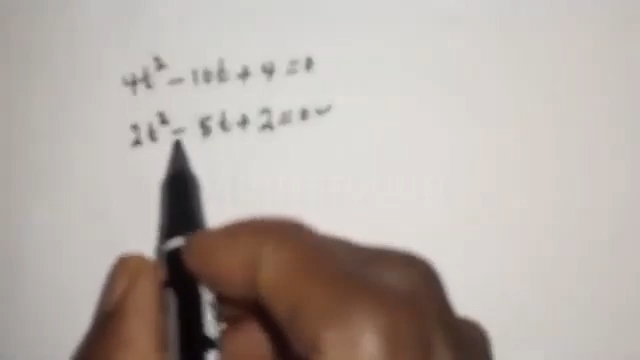 4t² - 10t + 4 = 0
2t² - 5t + 2 = 0